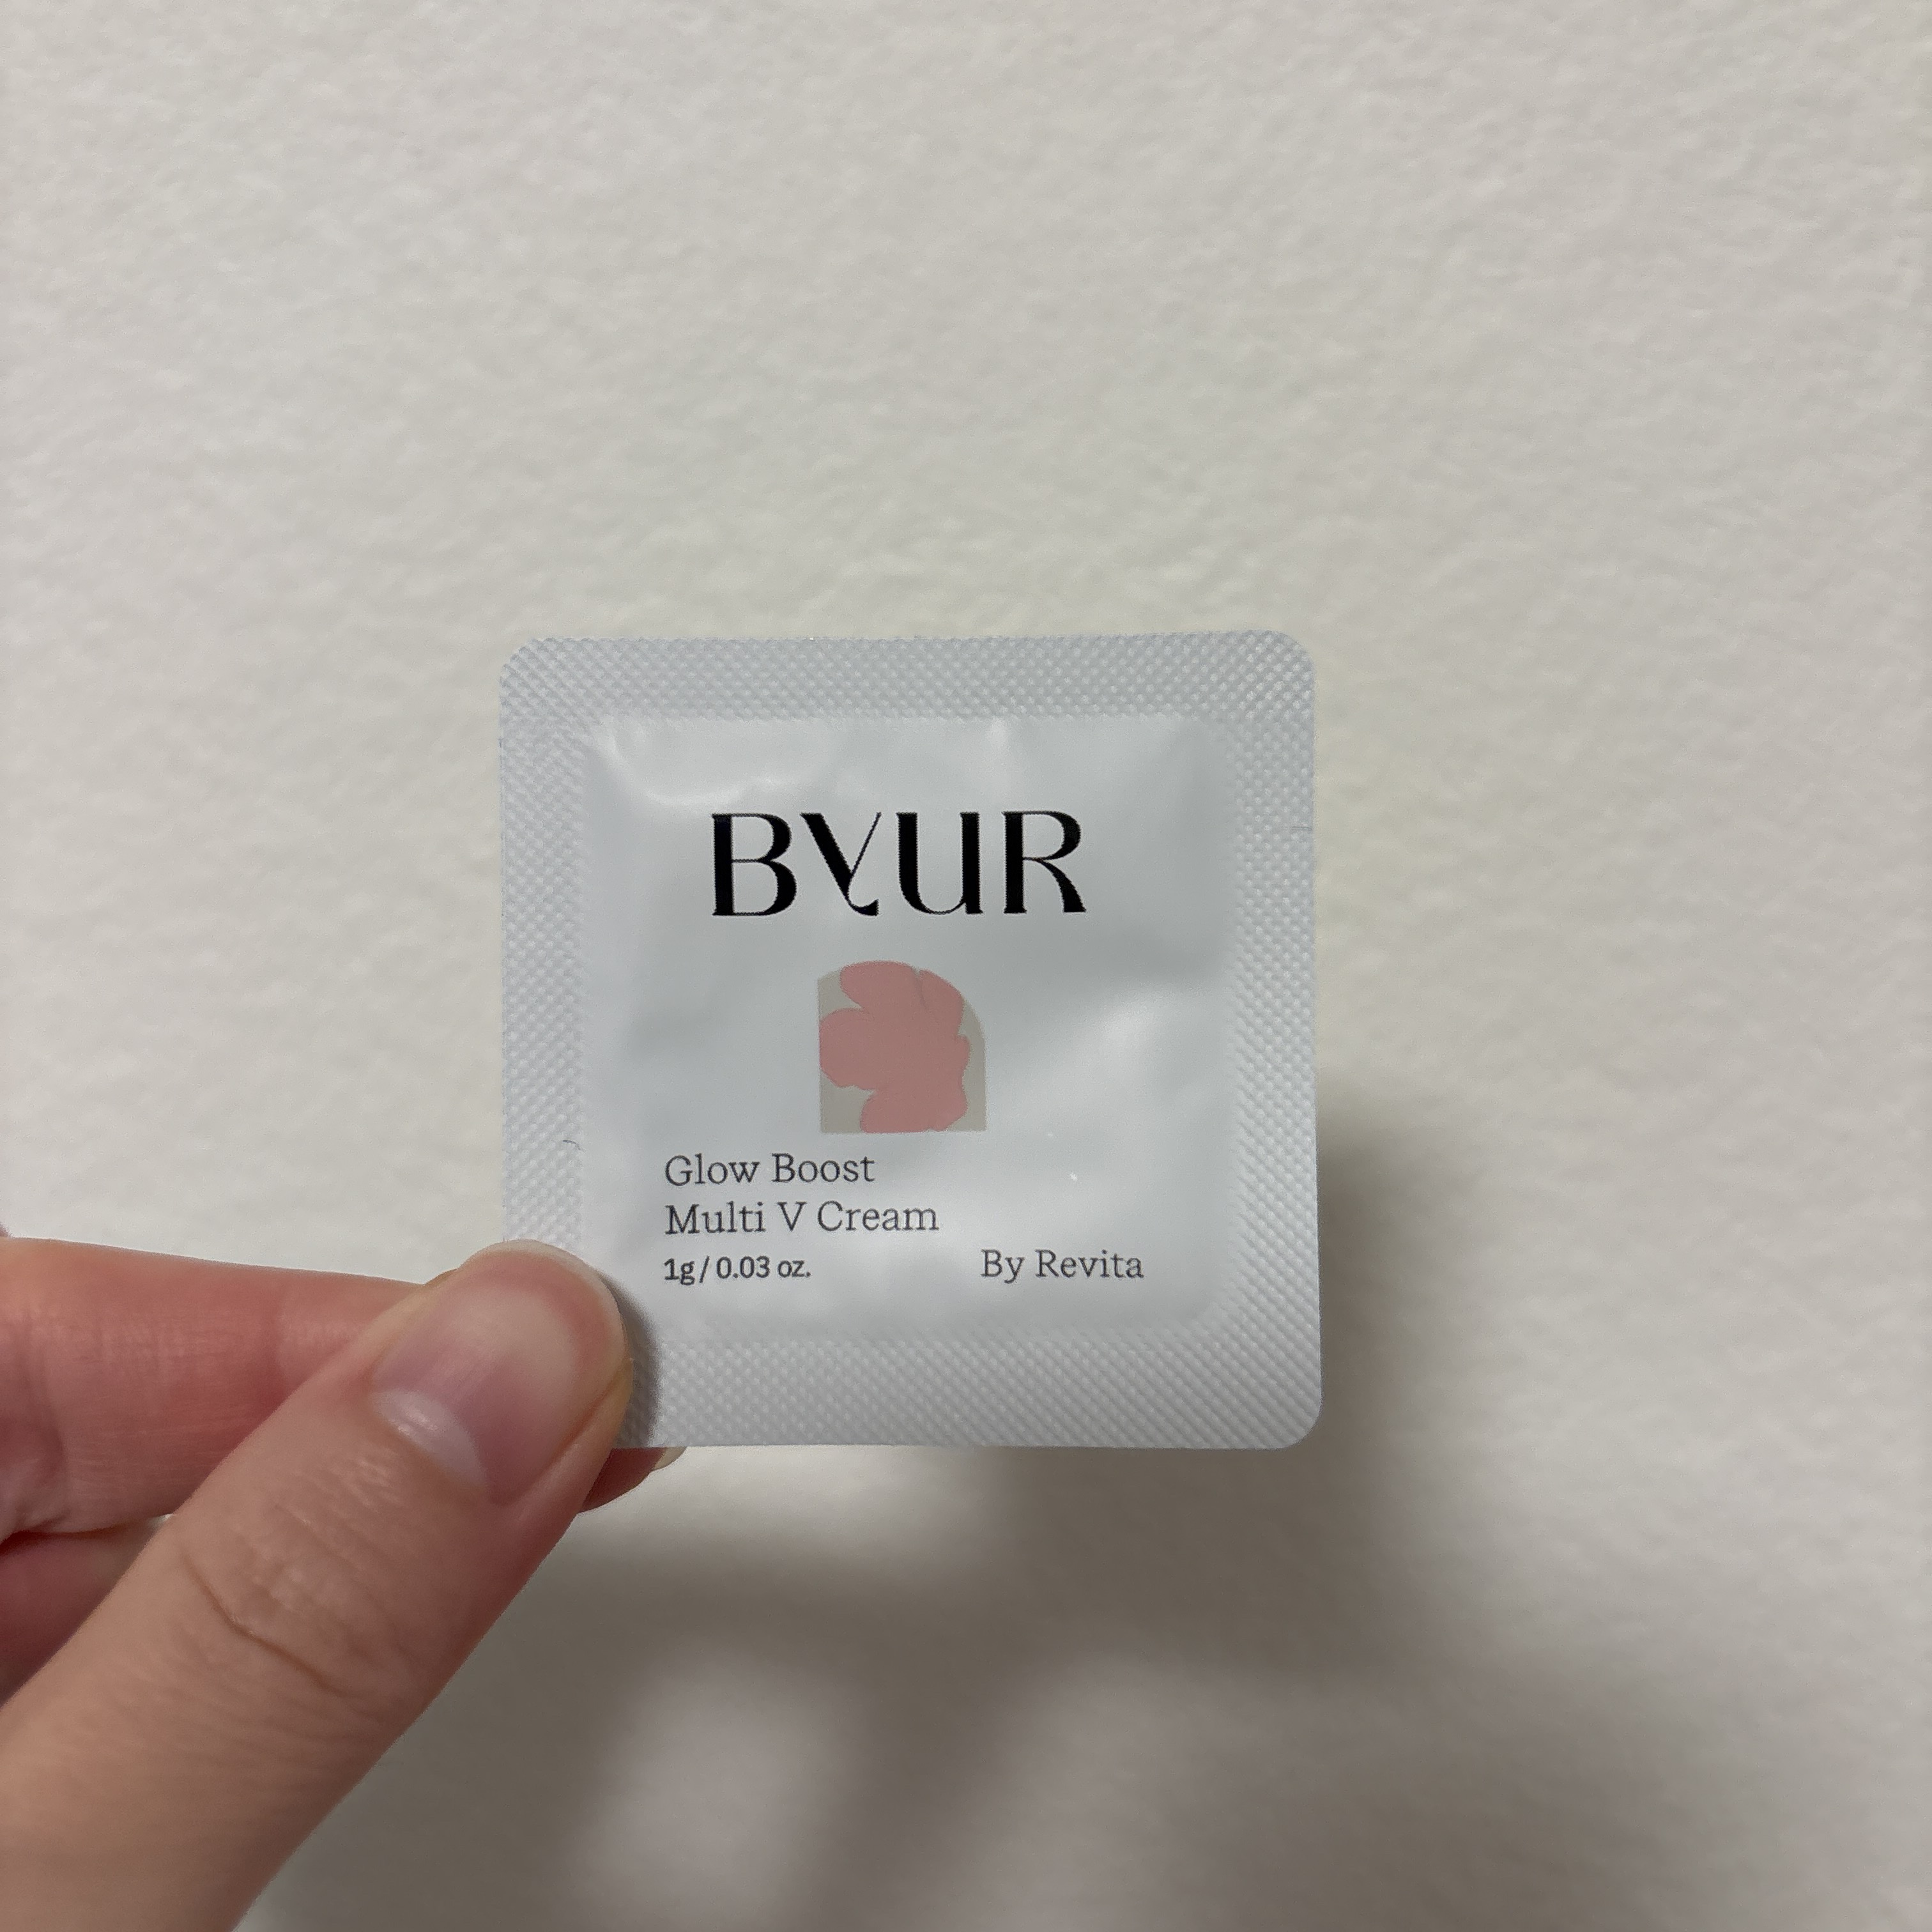 BYUR
Glow Boost
Multi V Cream
1g / 0.03 oz.
By Revita